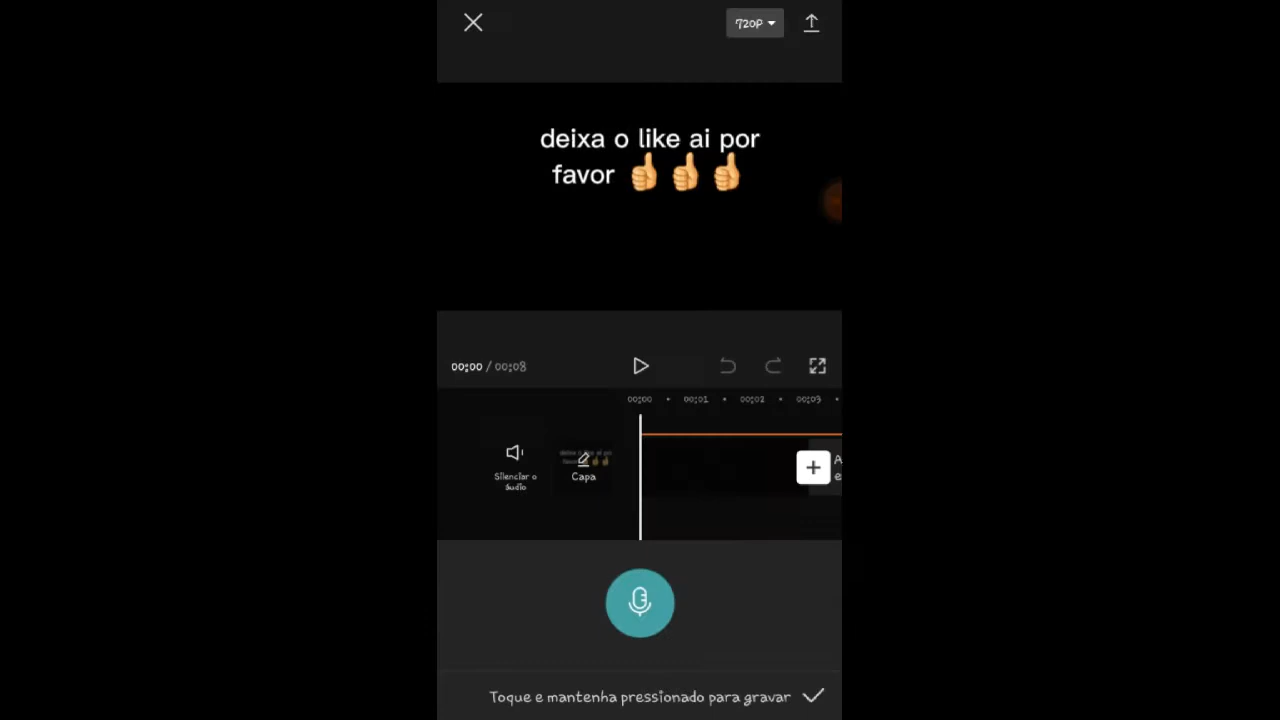 720P
deixa o like ai por
favor 👍👍👍
00:00 / 00:08
00:00 00:01 00:02 00:03
Silenciar o
áudio
Capa
A
e
Toque e mantenha pressionado para gravar